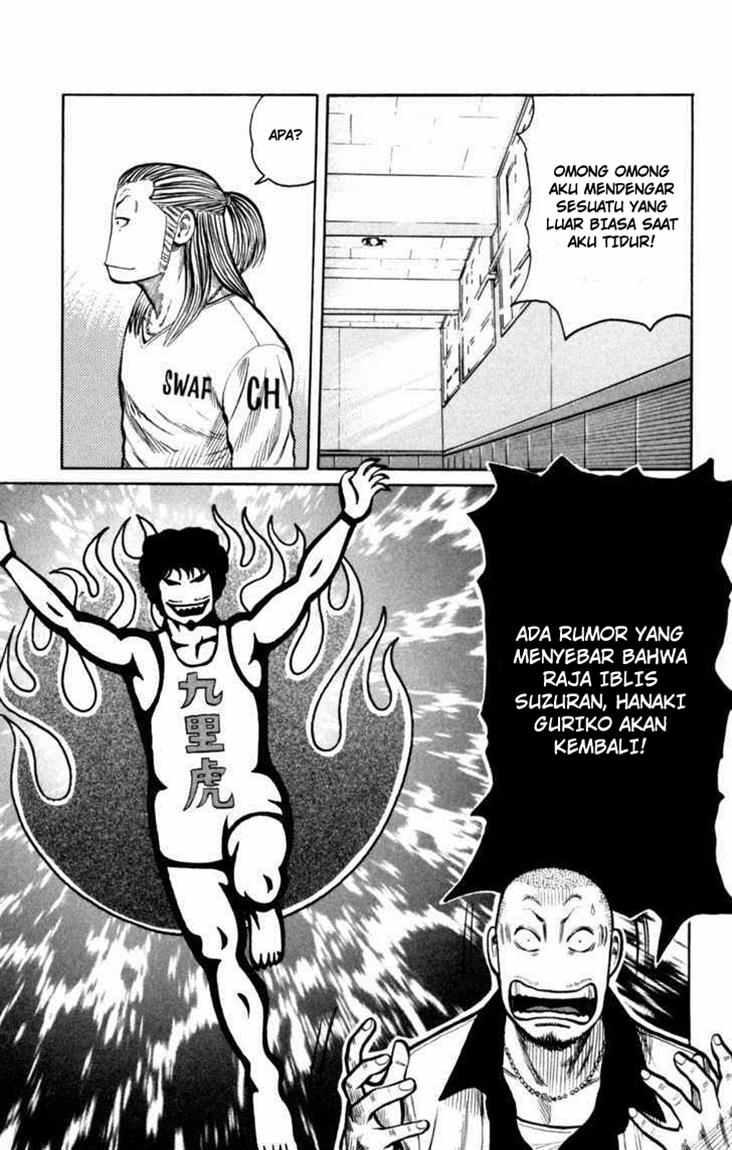 OMONG OMONG
AKU MENDENGAR
SESUATU YANG
LUAR BIASA SAAT
AKU TIDUR!
APA?
SWAP
CH
ADA RUMOR YANG
MENYEBAR BAHWA
RAJA IBLIS
SUZURAN, HANAKI
GURIKO AKAN
KEMBALI!
九
里
虎